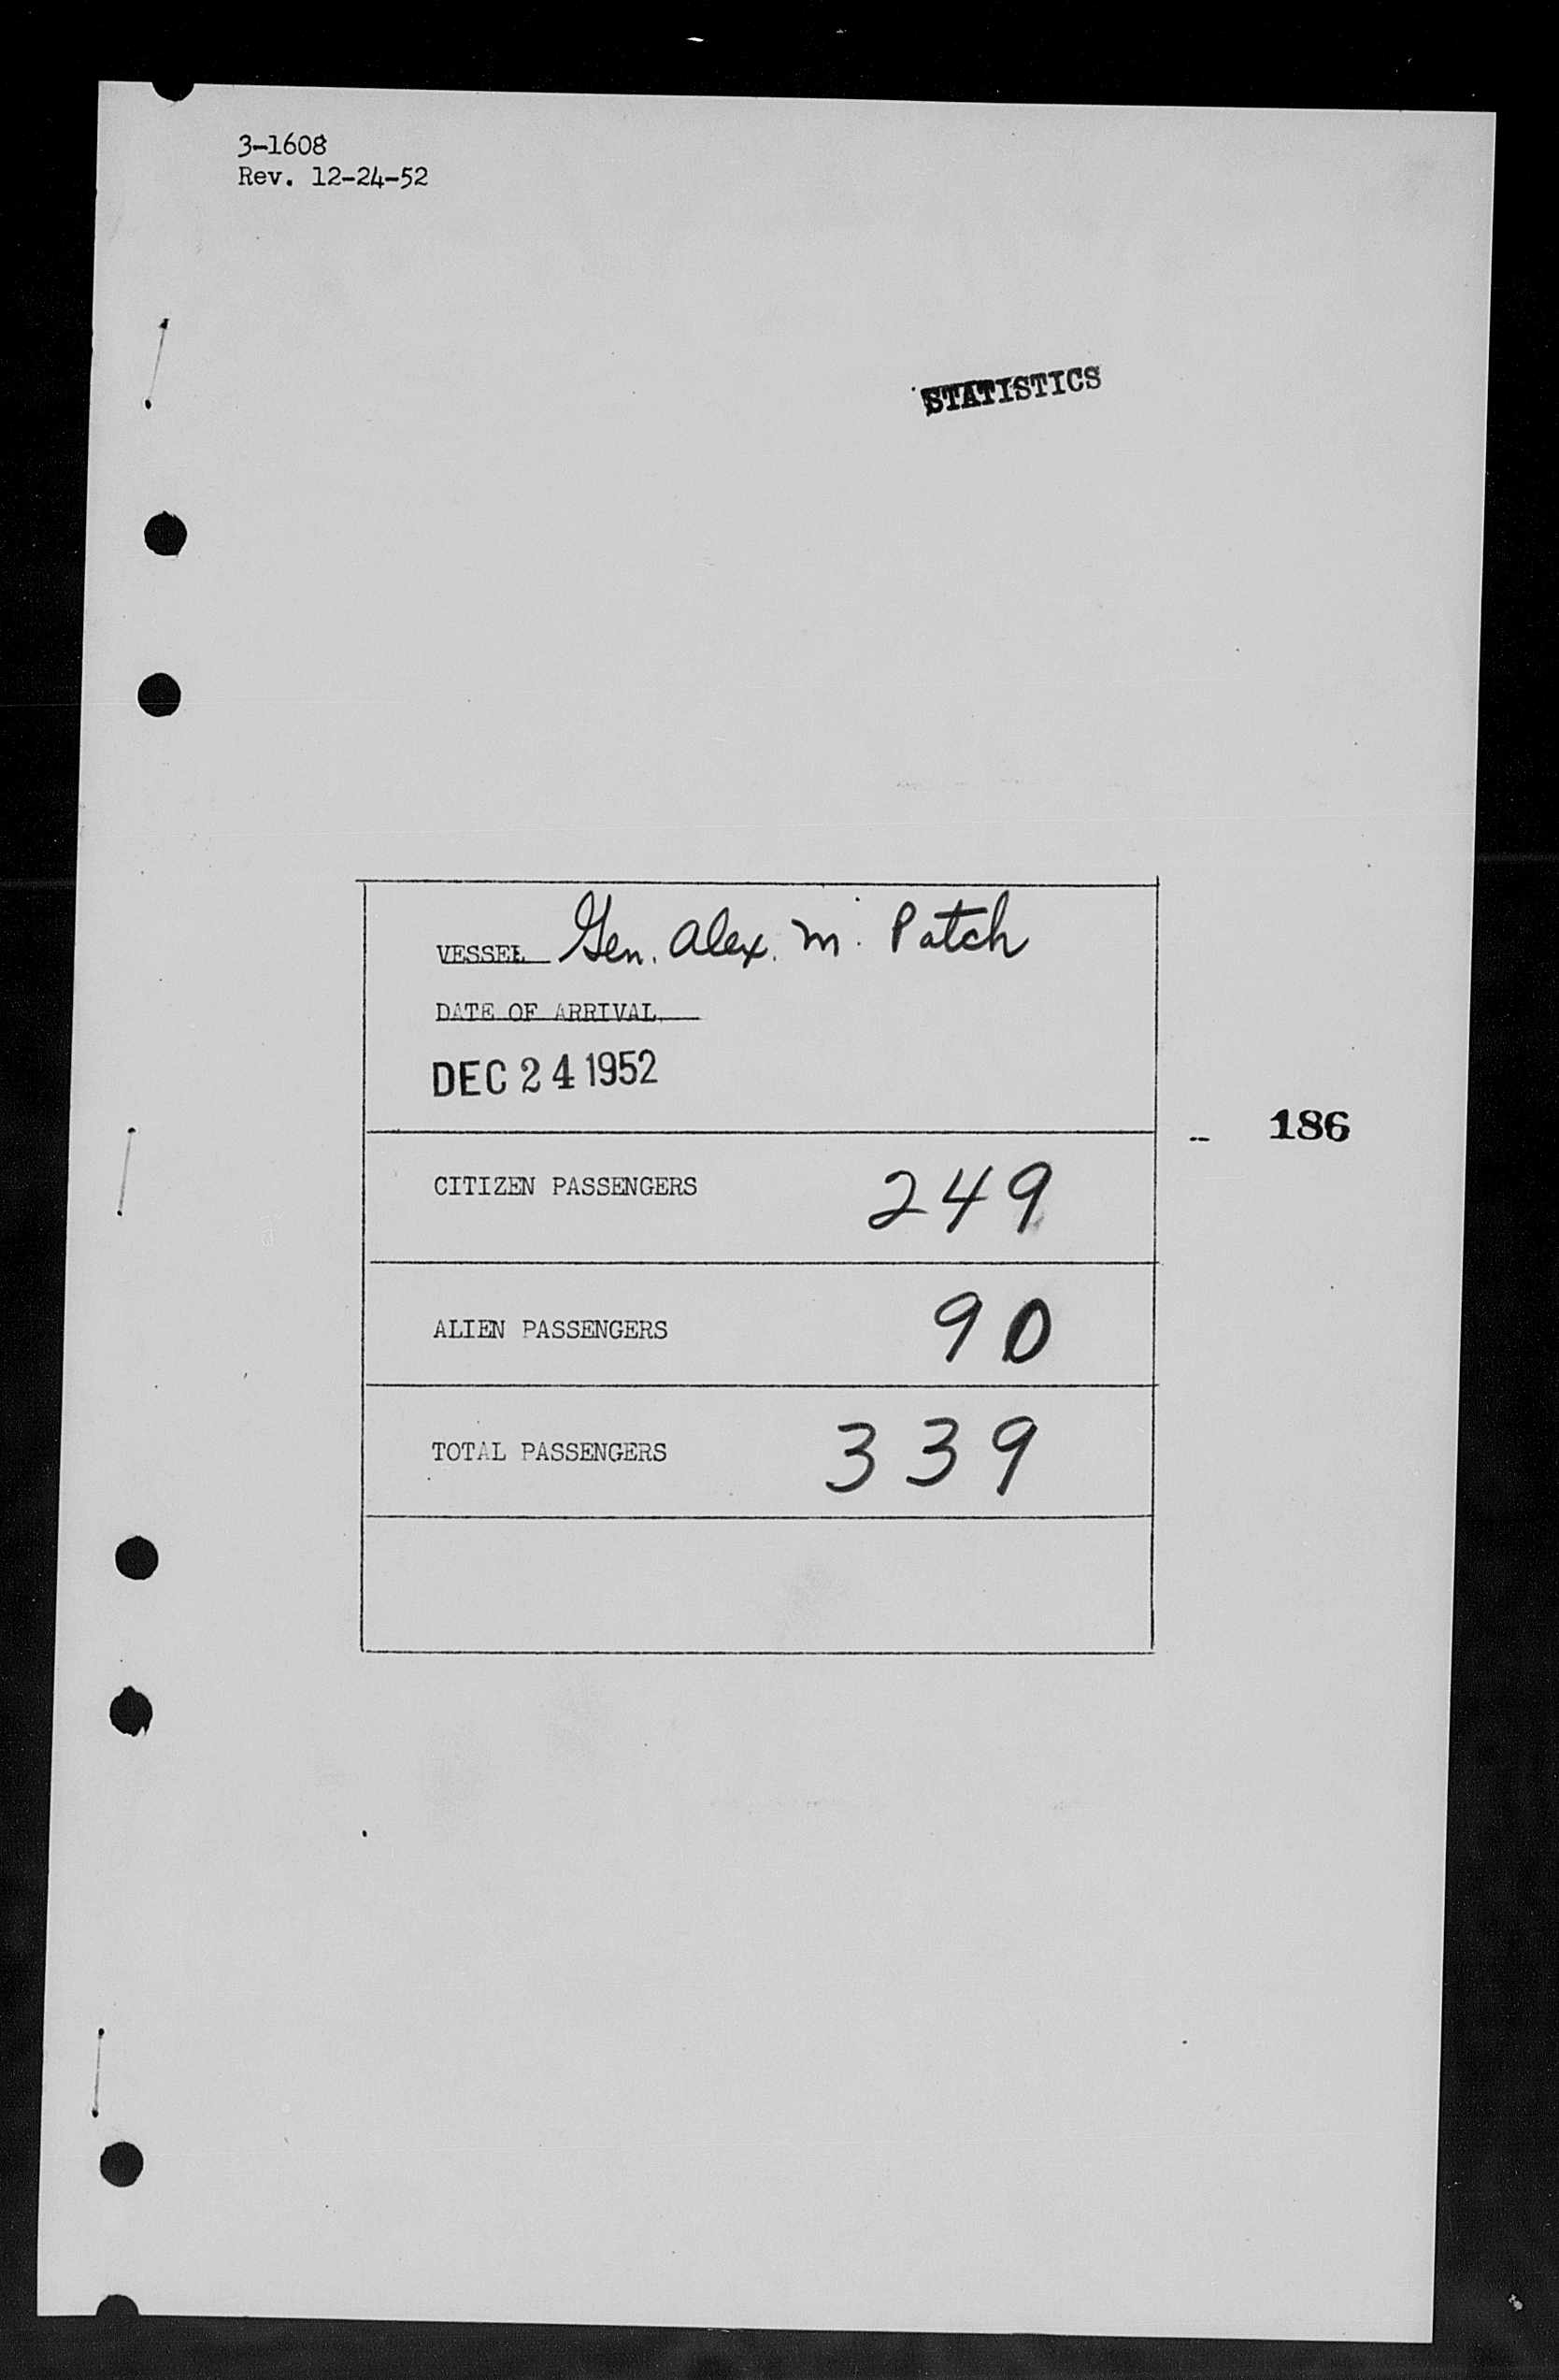 3-1608
Rev. 12-24-52
STATISTICS
VESSEL Gen. Alex. M. Patch
DATE OF ARRIVAL
DEC 24 1952
186
CITIZEN PASSENGERS 249
ALIEN PASSENGERS 90
TOTAL PASSENGERS 339